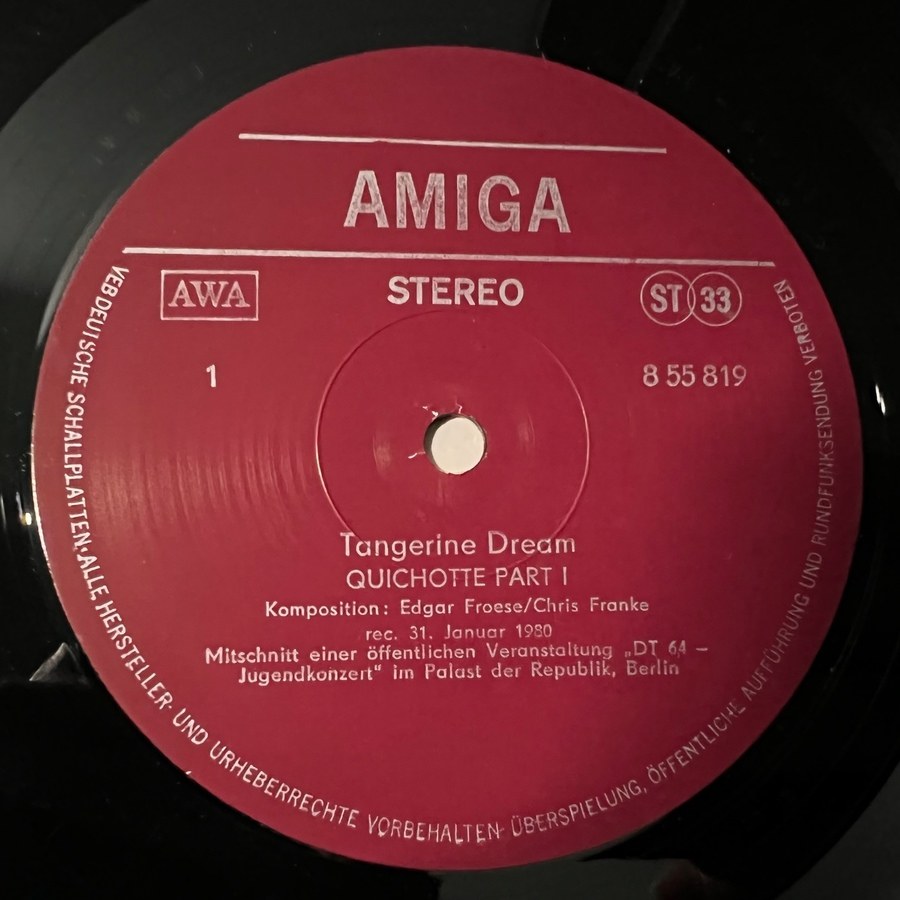 AMIGA
AWA
STEREO
ST 33
1
8 55 819
Tangerine Dream
QUICHOTTE PART I
Komposition: Edgar Froese/Chris Franke
rec. 31. Januar 1980
Mitschnitt einer öffentlichen Veranstaltung „DT 64 –
Jugendkonzert“ im Palast der Republik, Berlin
VEB DEUTSCHE SCHALLPLATTEN · ALLE HERSTELLER- UND URHEBERRECHTE VORBEHALTEN · ÜBERSPIELUNG, ÖFFENTLICHE AUFFÜHRUNG UND RUNDFUNKSENDUNG VERBOTEN